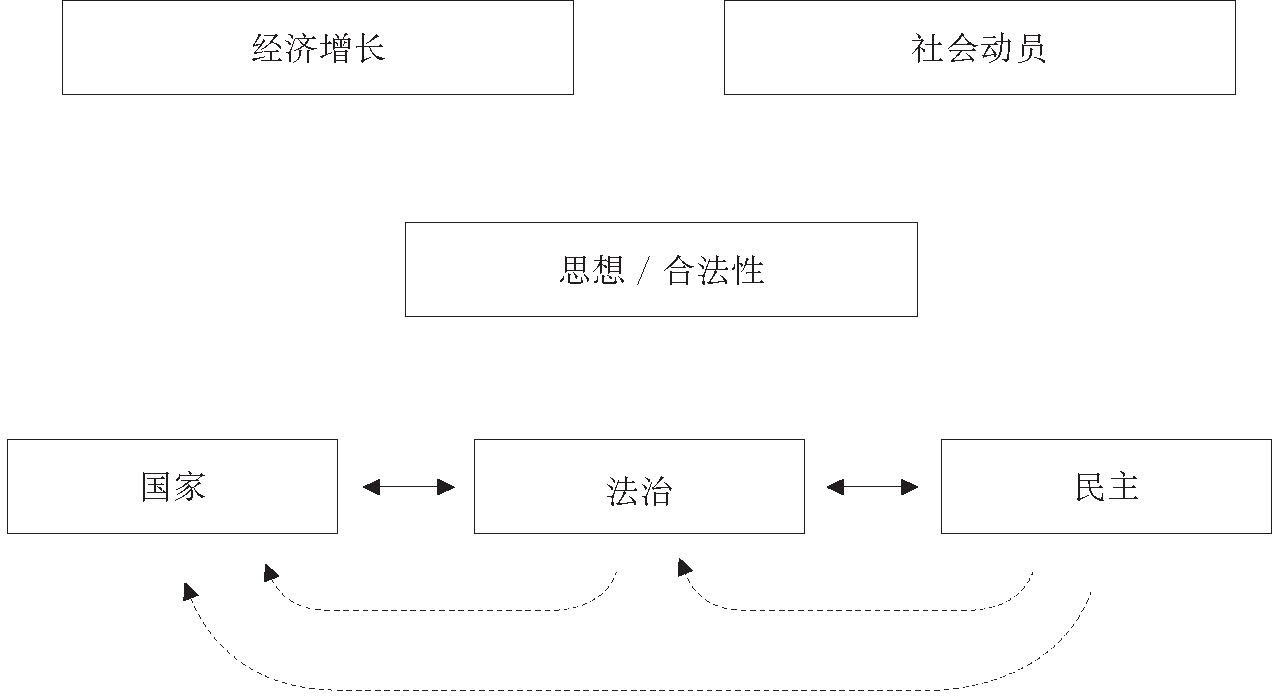 经济增长
社会动员
思想 / 合法性
国家
法治
民主